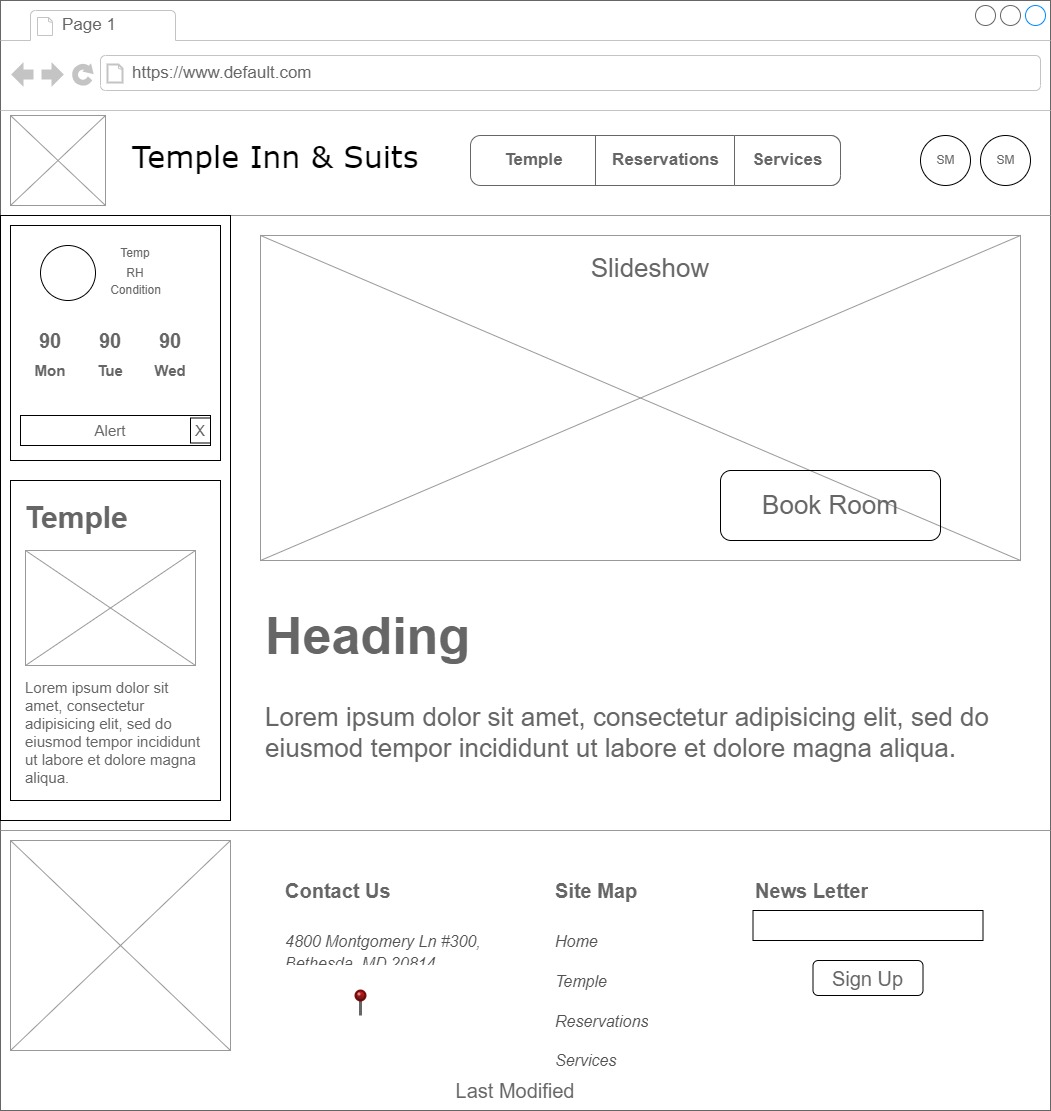 Page 1
https://www.default.com
Temple Inn & Suits
Temple
Reservations
Services
SM
SM
Temp
RH
Condition
90 90 90
Mon Tue Wed
Alert
X
Temple
Lorem ipsum dolor sit
amet, consectetur
adipisicing elit, sed do
eiusmod tempor incididunt
ut labore et dolore magna
aliqua.
Slideshow
Book Room
Heading
Lorem ipsum dolor sit amet, consectetur adipisicing elit, sed do
eiusmod tempor incididunt ut labore et dolore magna aliqua.
Contact Us
4800 Montgomery Ln #300,
Bethesda, MD 20814
Site Map
Home
Temple
Reservations
Services
News Letter
Sign Up
Last Modified